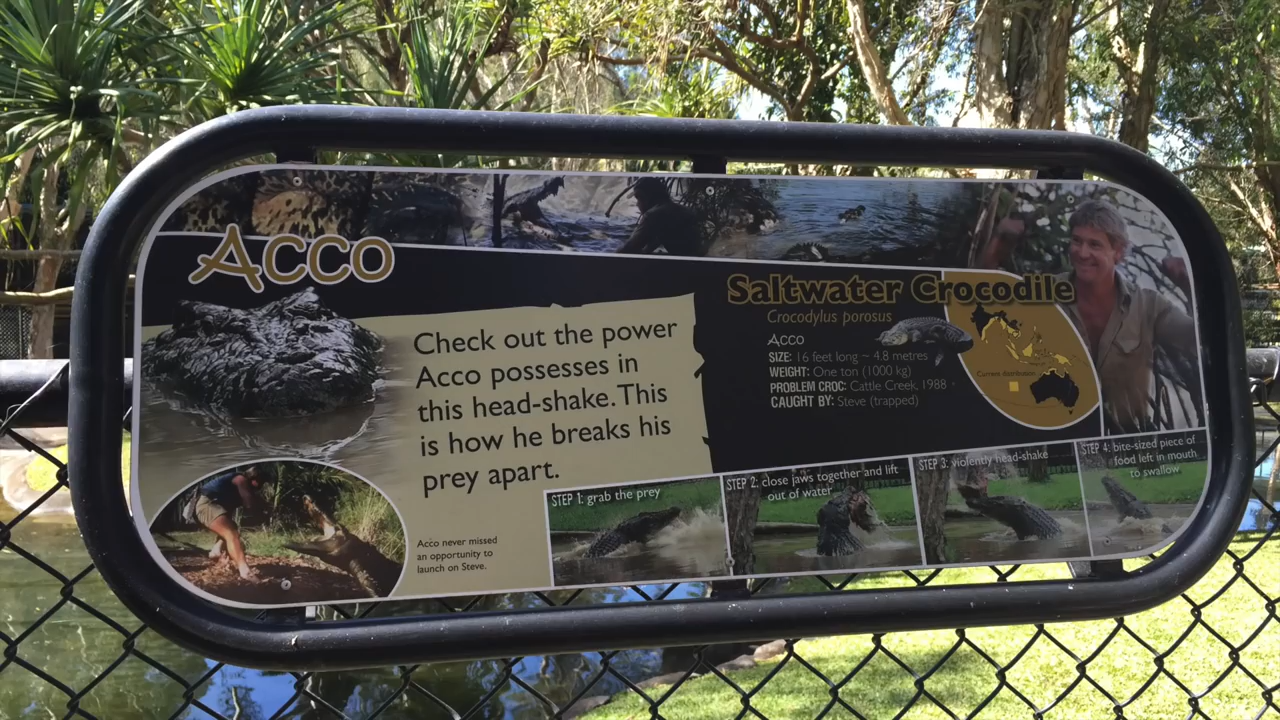 Acco
Saltwater Crocodile
Crocodylus porosus
Acco
SIZE: 16 feet long ~ 4.8 metres
WEIGHT: One ton (1000 kg)
PROBLEM CROC: Cattle Creek, 1988
CAUGHT BY: Steve (trapped)
Current distribution
Check out the power
Acco possesses in
this head-shake. This
is how he breaks his
prey apart.
Acco never missed
an opportunity to
launch on Steve.
STEP 1: grab the prey
STEP 2: close jaws together and lift
out of water
STEP 3: violently head-shake
STEP 4: bite-sized piece of
food left in mouth
to swallow